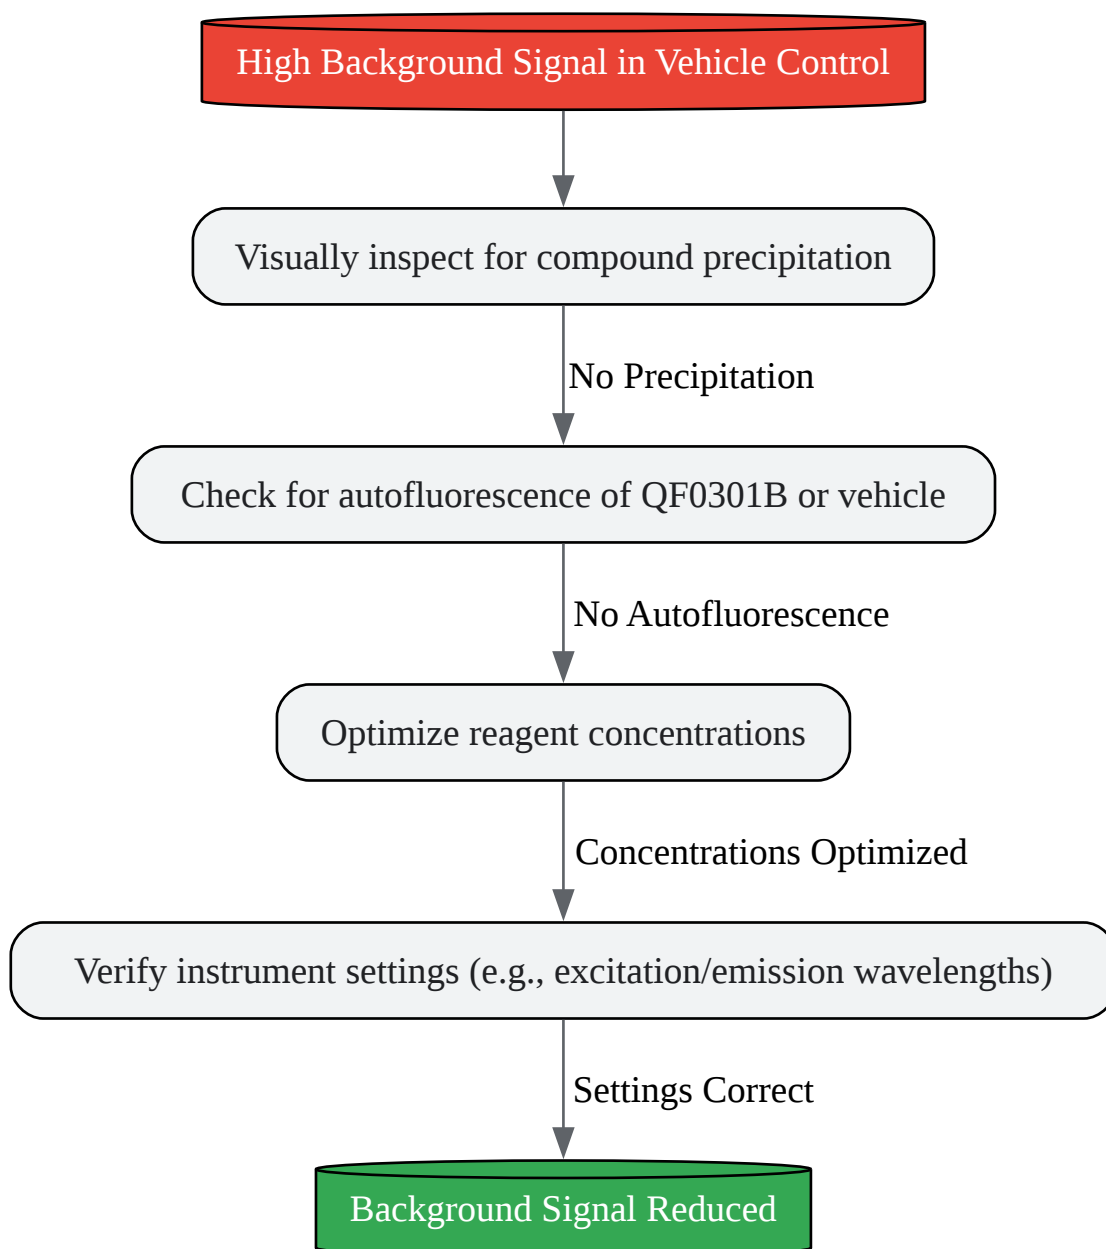 High Background Signal in Vehicle Control
Visually inspect for compound precipitation
No Precipitation
Check for autofluorescence of QF0301B or vehicle
No Autofluorescence
Optimize reagent concentrations
Concentrations Optimized
Verify instrument settings (e.g., excitation/emission wavelengths)
Settings Correct
Background Signal Reduced